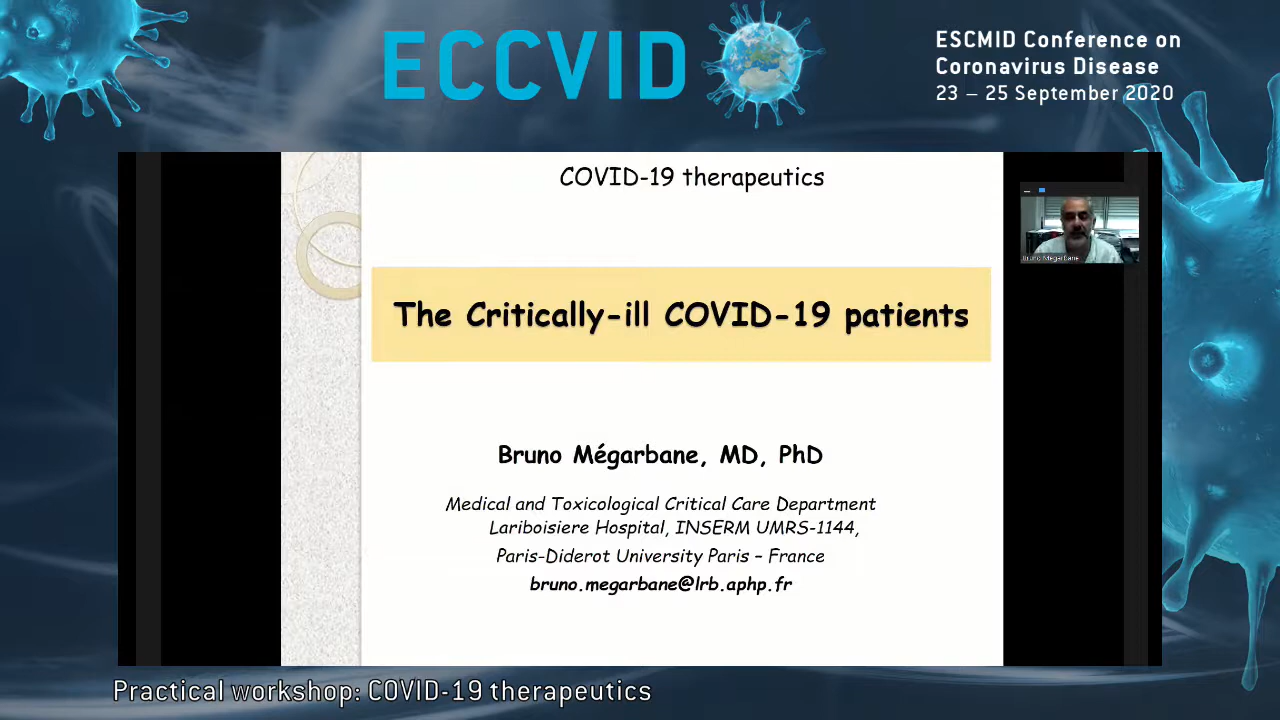 ECCVID
ESCMID Conference on
Coronavirus Disease
23 – 25 September 2020
COVID-19 therapeutics
The Critically-ill COVID-19 patients
Bruno Mégarbane, MD, PhD
Medical and Toxicological Critical Care Department
Lariboisiere Hospital, INSERM UMRS-1144,
Paris-Diderot University Paris – France
bruno.megarbane@lrb.aphp.fr
Bruno Megarbane
Practical workshop: COVID-19 therapeutics